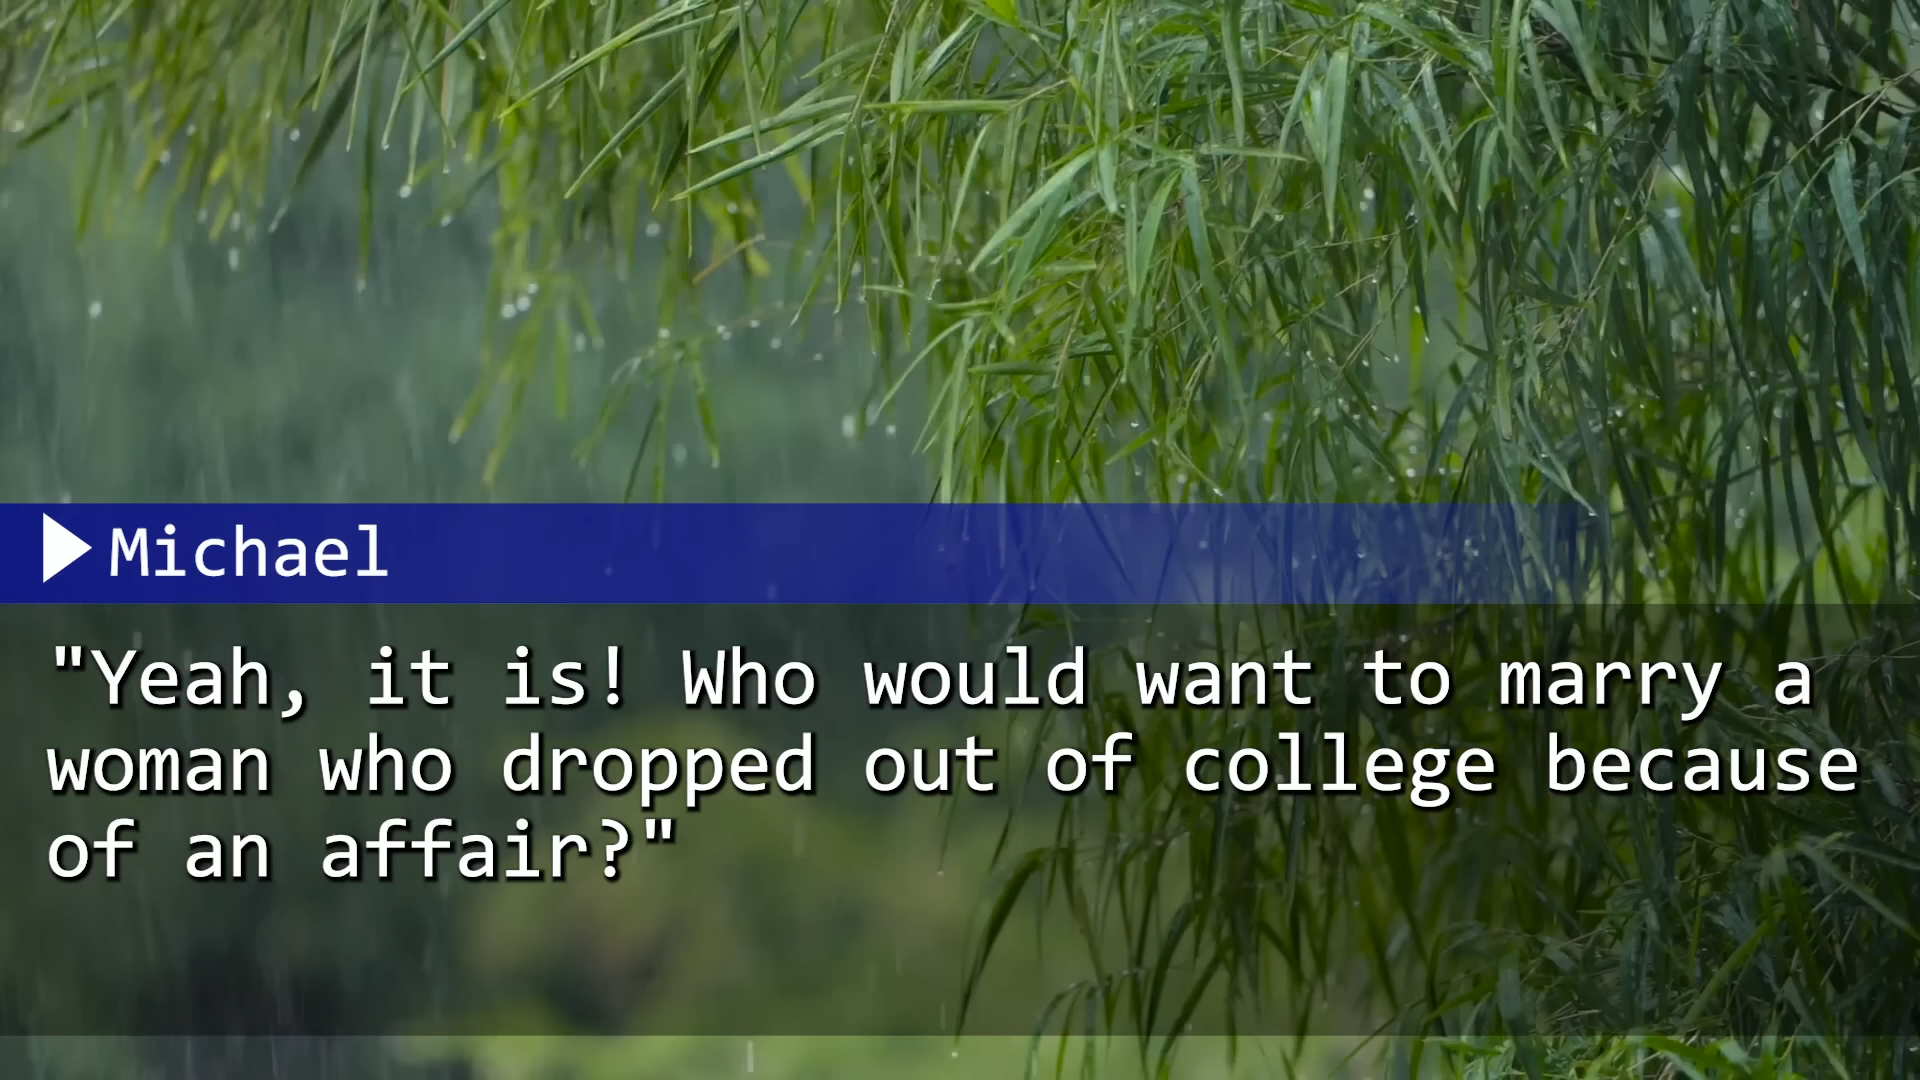 Michael
"Yeah, it is! Who would want to marry a
woman who dropped out of college because
of an affair?"